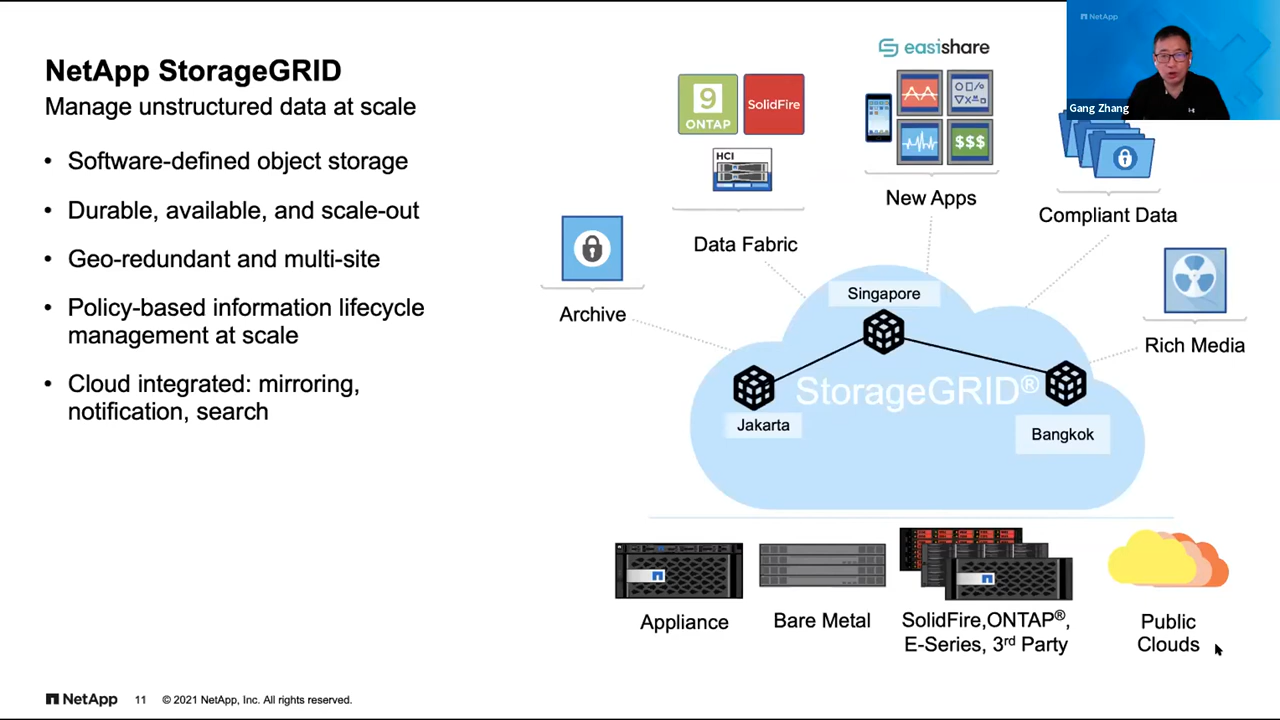 NetApp StorageGRID
Manage unstructured data at scale
• Software-defined object storage
• Durable, available, and scale-out
• Geo-redundant and multi-site
• Policy-based information lifecycle
management at scale
• Cloud integrated: mirroring,
notification, search
easishare
NetApp
Gang Zhang
9
ONTAP
SolidFire
HCI
$$$
New Apps
Compliant Data
Data Fabric
Archive
Rich Media
Singapore
StorageGRID®
Jakarta
Bangkok
Appliance
Bare Metal
SolidFire,ONTAP®,
E-Series, 3rd Party
Public
Clouds
NetApp
11
© 2021 NetApp, Inc. All rights reserved.